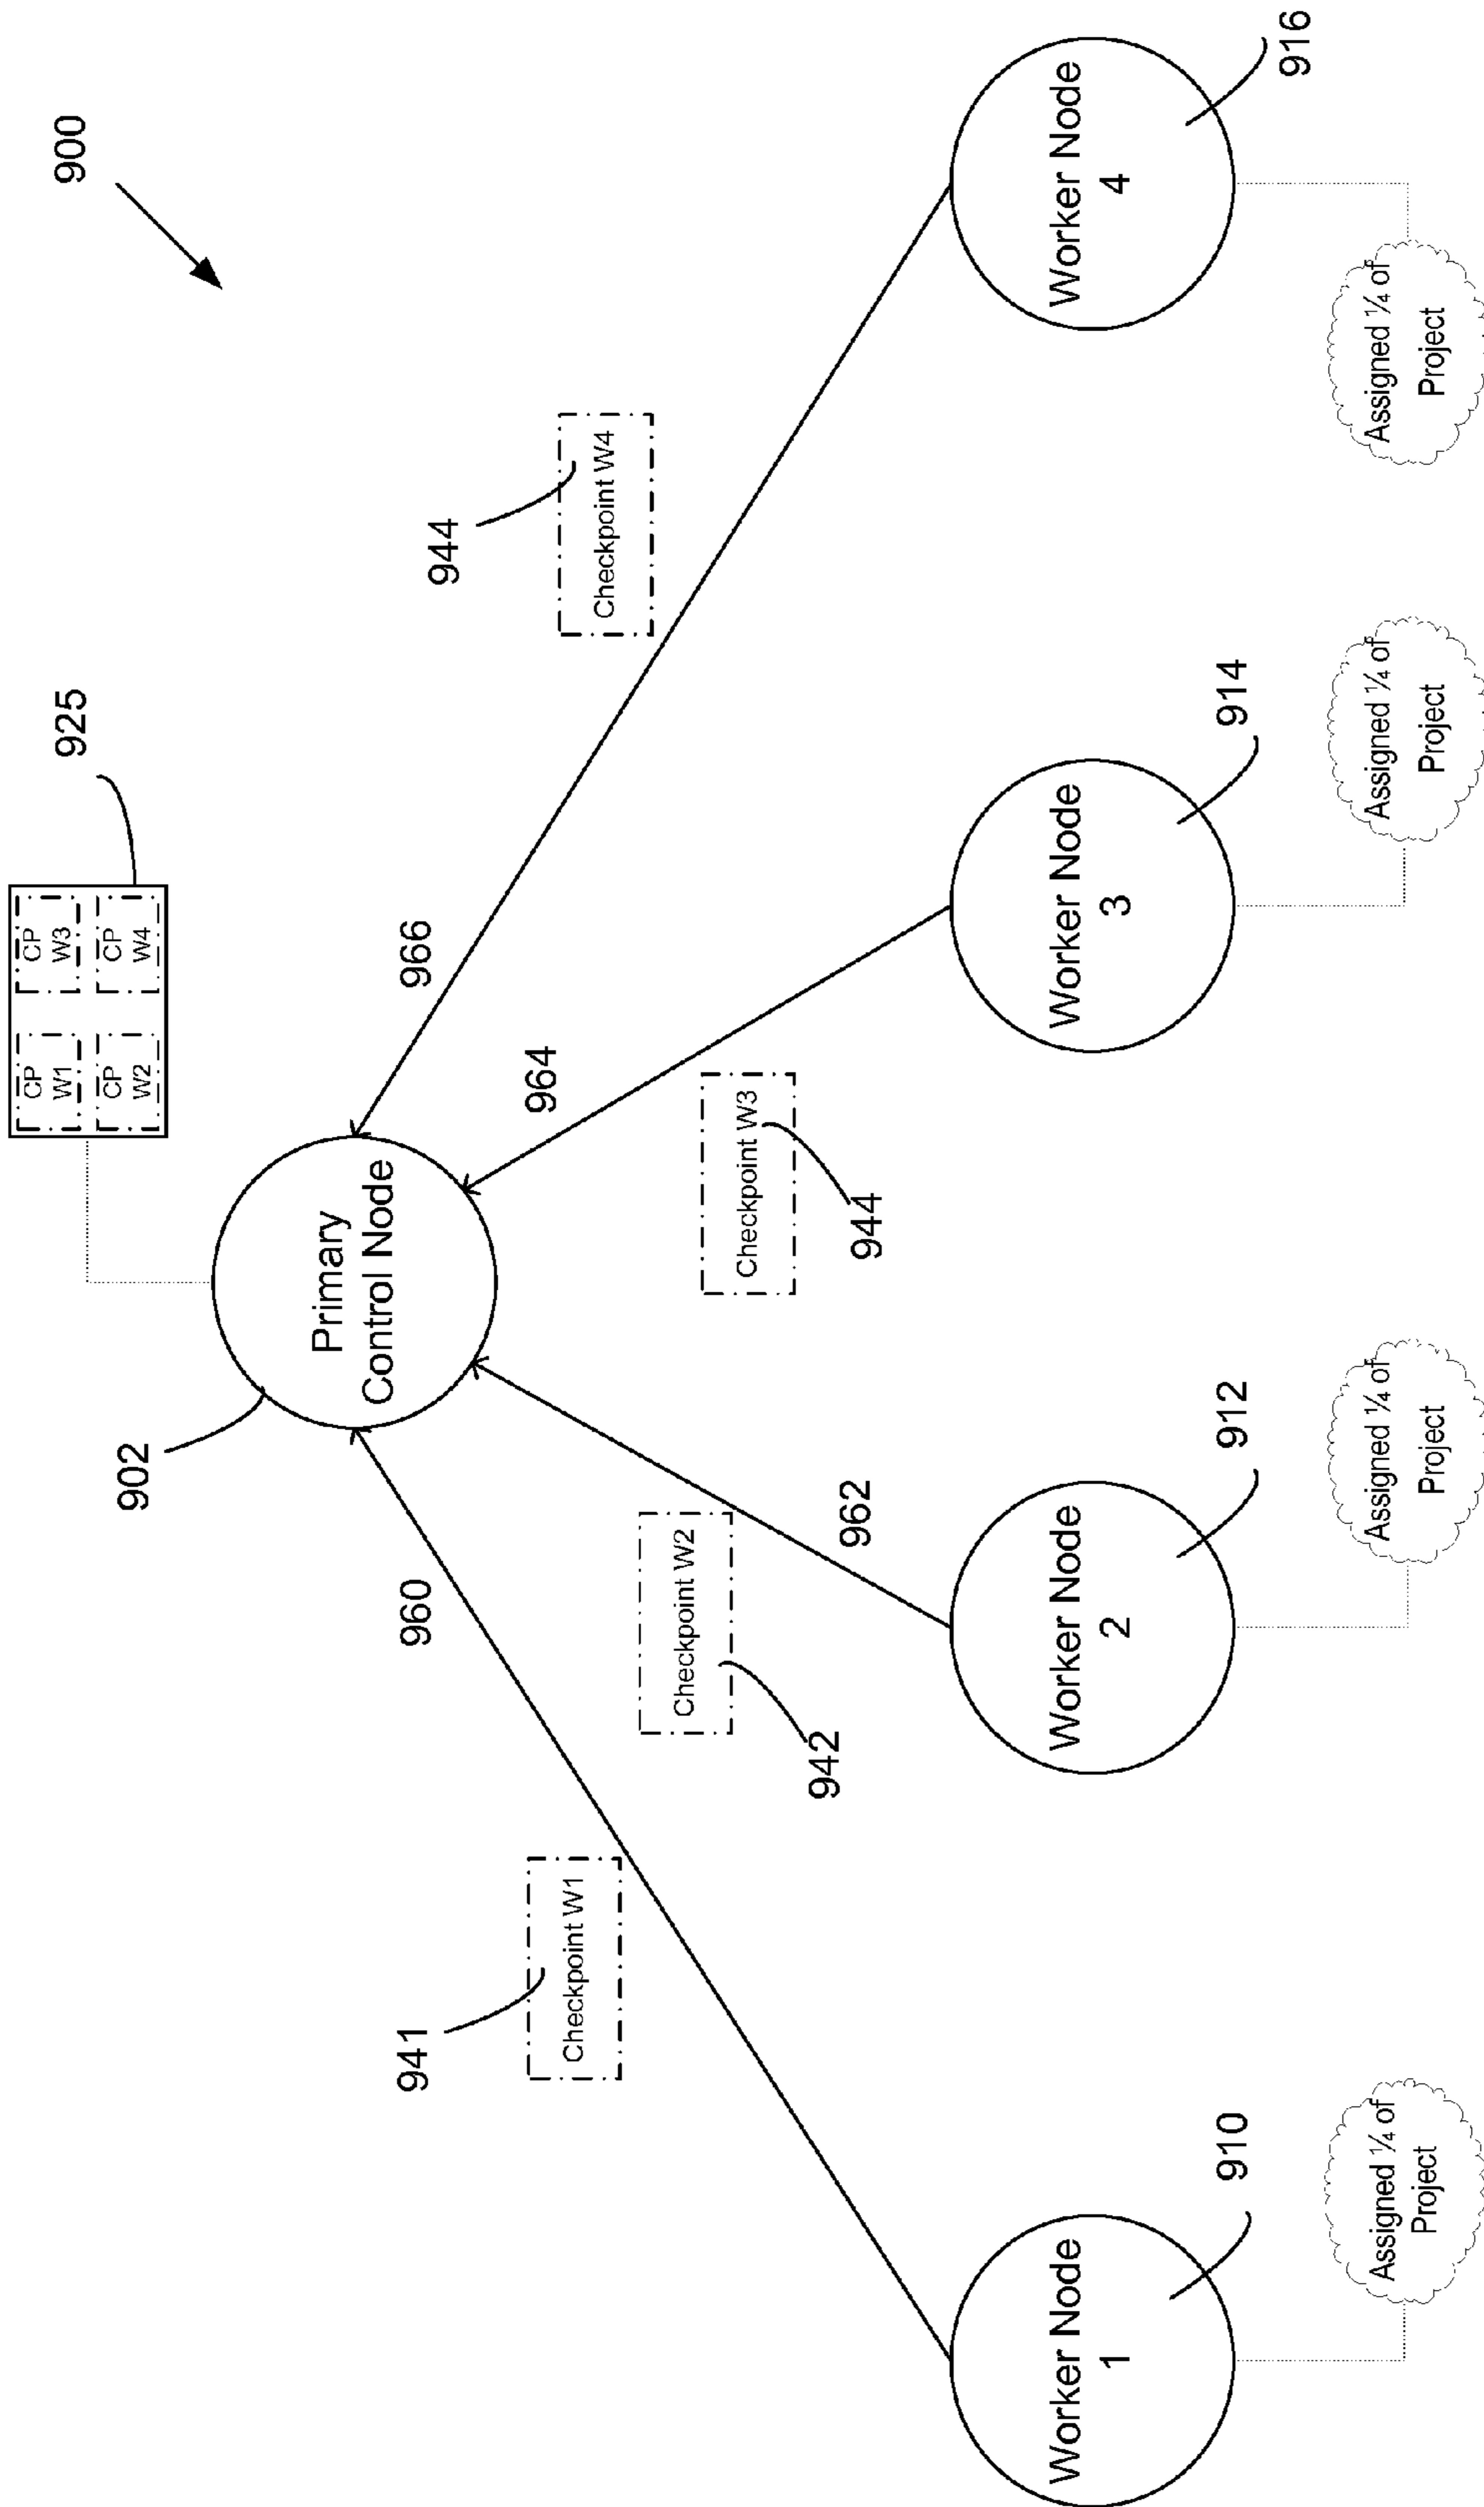 900
925
CP
W1
CP
W3
CP
W2
CP
W4
902
Primary
Control Node
960
966
941
Checkpoint W1
944
Checkpoint W4
964
Checkpoint W2
942
962
Checkpoint W3
944
Worker Node
1
910
Worker Node
2
912
Worker Node
3
914
Worker Node
4
916
Assigned ¼ of
Project
Assigned ¼ of
Project
Assigned ¼ of
Project
Assigned ¼ of
Project